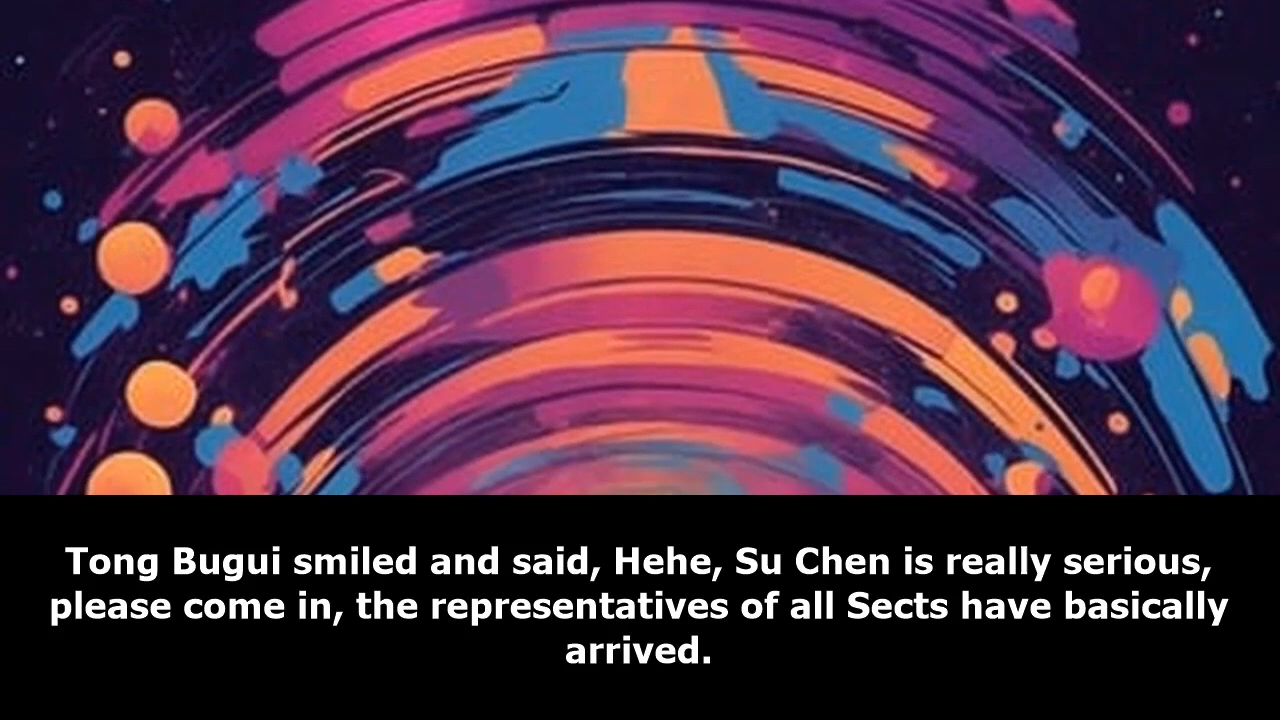 Tong Bugui smiled and said, Hehe, Su Chen is really serious,
please come in, the representatives of all Sects have basically
arrived.